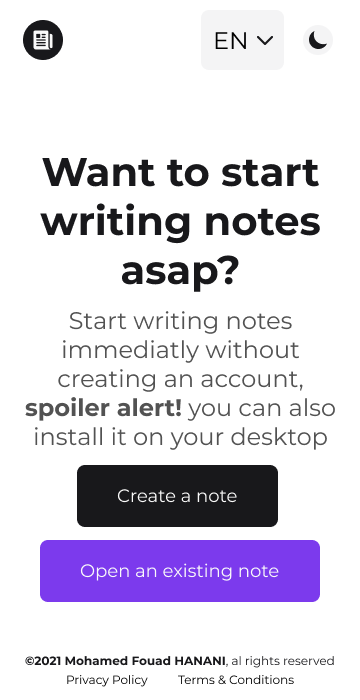 EN
Want to start
writing notes
asap?
Start writing notes
immediatly without
creating an account,
spoiler alert! you can also
install it on your desktop
Create a note
Open an existing note
©2021 Mohamed Fouad HANANI, al rights reserved
Privacy Policy Terms & Conditions